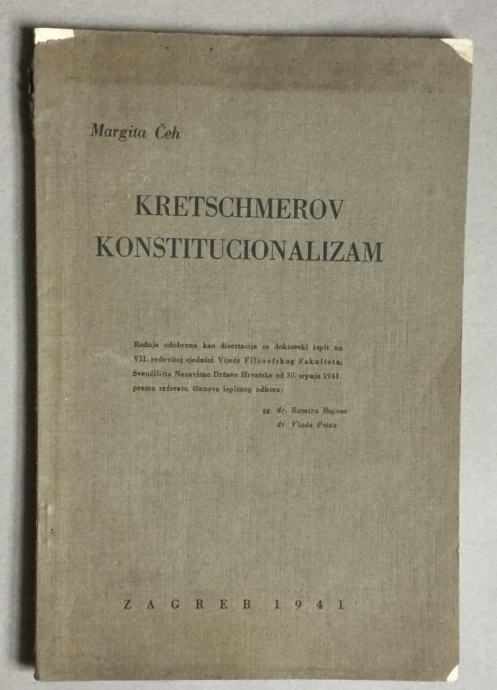 Margita Čeh
KRETSCHMEROV
KONSTITUCIONALIZAM
Radnja odobrena kao disertacija za doktorski ispit na
VII. redovitoj sjednici Vijeća Filozofskog Fakulteta,
Sveučilišta Nezavisne Države Hrvatske od 30. srpnja 1941.
prema referatu članova ispitnog odbora:
gg. dr. Ramira Bujasa
dr. Vlade Petza
ZAGREB 1941